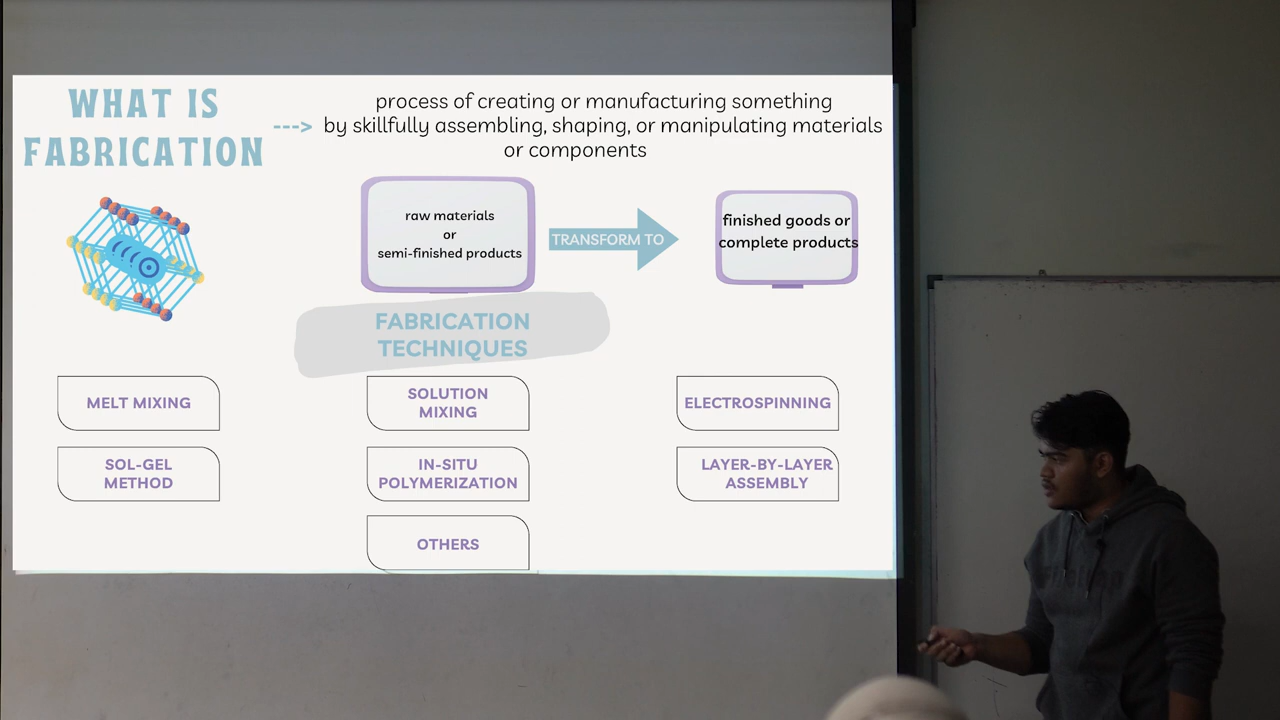 WHAT IS
FABRICATION
--->
process of creating or manufacturing something
by skillfully assembling, shaping, or manipulating materials
or components
raw materials
or
semi-finished products
TRANSFORM TO
finished goods or
complete products
FABRICATION
TECHNIQUES
MELT MIXING
SOLUTION
MIXING
ELECTROSPINNING
SOL-GEL
METHOD
IN-SITU
POLYMERIZATION
LAYER-BY-LAYER
ASSEMBLY
OTHERS